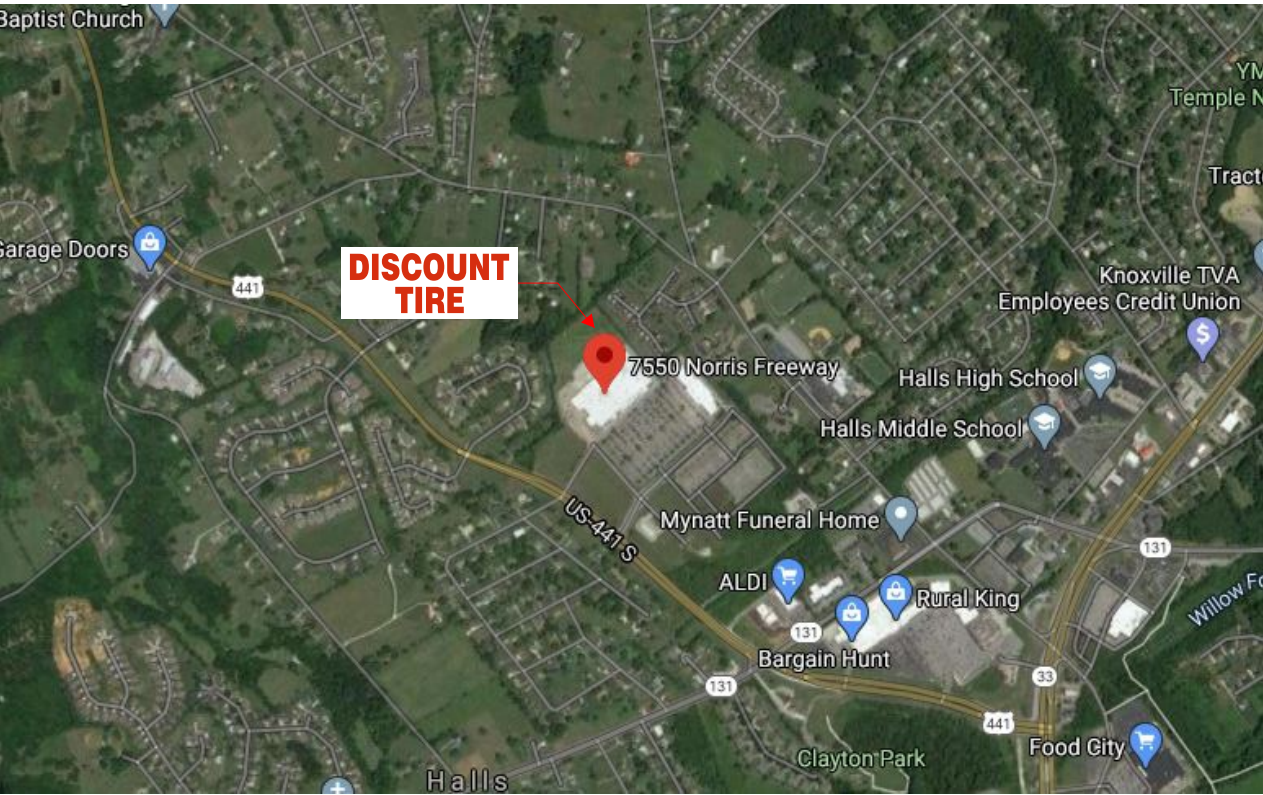 Baptist Church
YM
Temple N
Tract
Garage Doors
441
DISCOUNT
TIRE
Knoxville TVA
Employees Credit Union
7550 Norris Freeway
Halls High School
Halls Middle School
US-441 S
Mynatt Funeral Home
131
ALDI
Rural King
Willow Fo
131
Bargain Hunt
131
33
441
Food City
Clayton Park
Halls